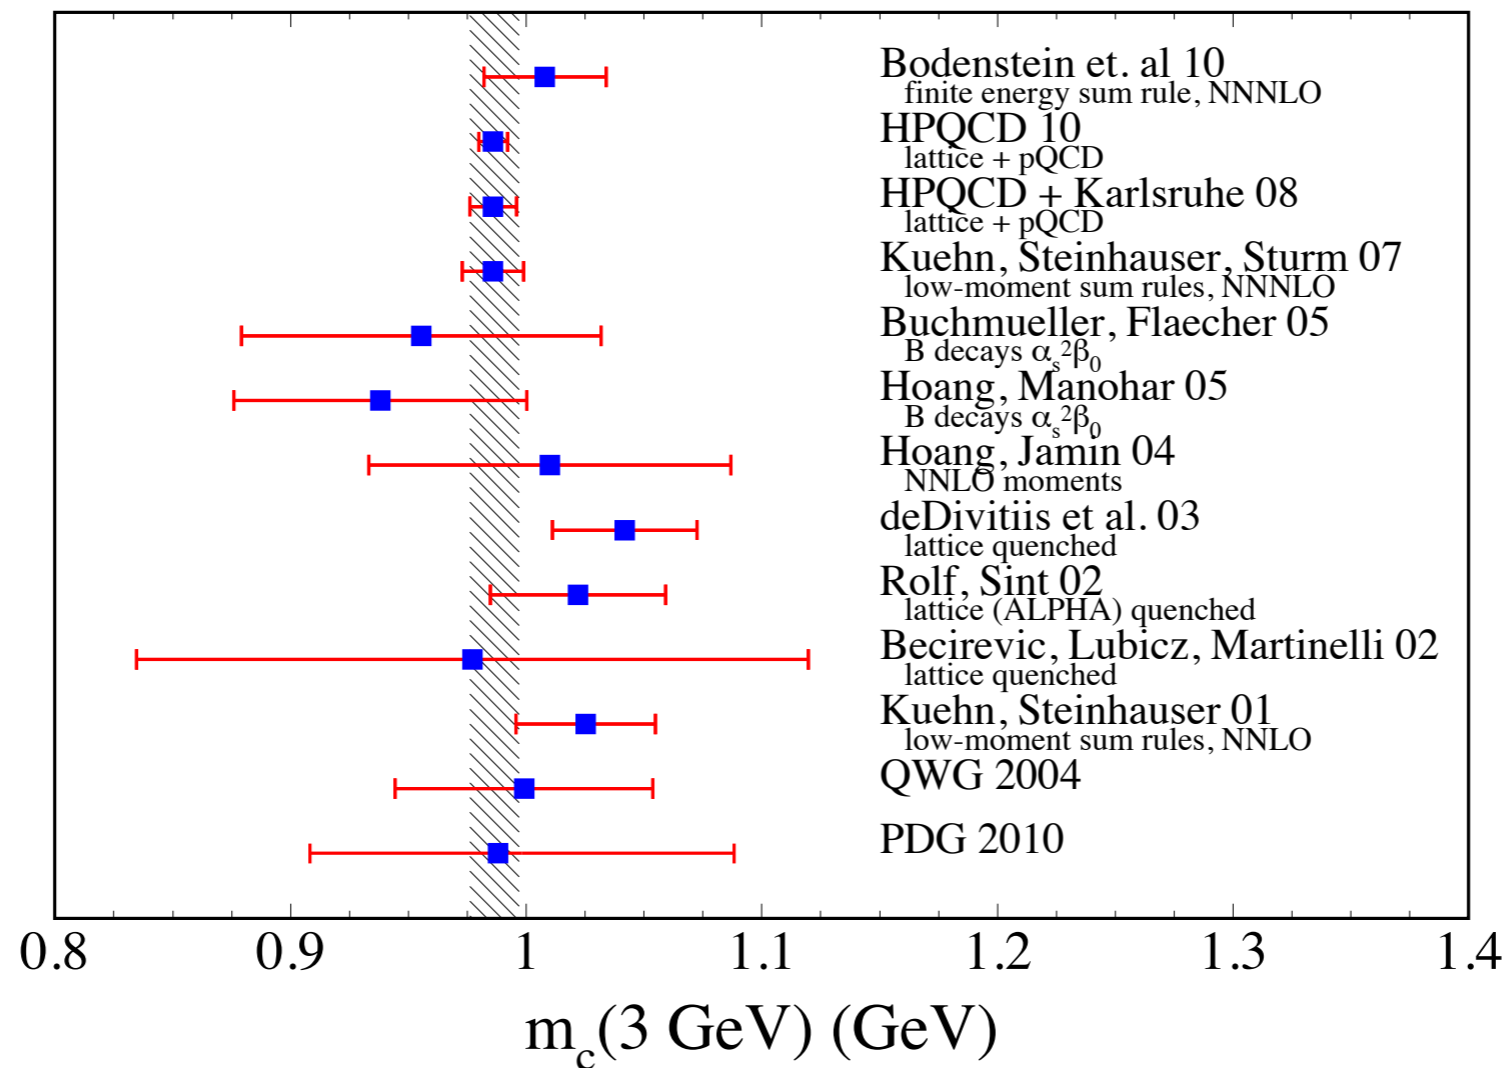 Bodenstein et. al 10
finite energy sum rule, NNNLO
HPQCD 10
lattice + pQCD
HPQCD + Karlsruhe 08
lattice + pQCD
Kuehn, Steinhauser, Sturm 07
low-moment sum rules, NNNLO
Buchmueller, Flaecher 05
B decays αₛ²β₀
Hoang, Manohar 05
B decays αₛ²β₀
Hoang, Jamin 04
NNLO moments
deDivitiis et al. 03
lattice quenched
Rolf, Sint 02
lattice (ALPHA) quenched
Becirevic, Lubicz, Martinelli 02
lattice quenched
Kuehn, Steinhauser 01
low-moment sum rules, NNLO
QWG 2004
PDG 2010
0.8 0.9 1 1.1 1.2 1.3 1.4
m_c(3 GeV) (GeV)